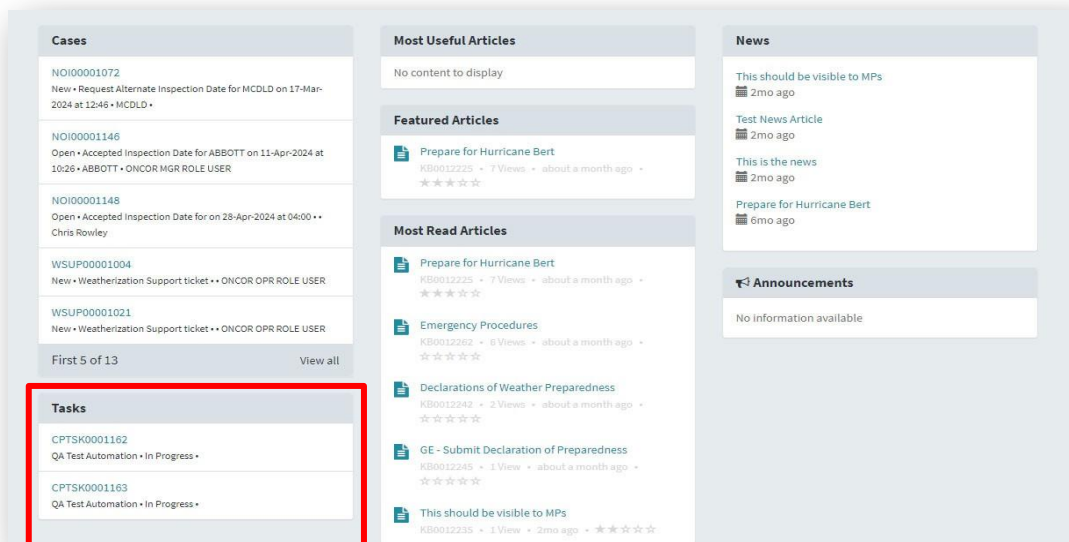 Cases
NOI00001072
New • Request Alternate Inspection Date for MCDLD on 17-Mar-
2024 at 12:46 • MCDLD •
NOI00001146
Open • Accepted Inspection Date for ABBOTT on 11-Apr-2024 at
10:26 • ABBOTT • ONCOR MGR ROLE USER
NOI00001148
Open • Accepted Inspection Date for on 28-Apr-2024 at 04:00 • •
Chris Rowley
WSUP00001004
New • Weatherization Support ticket • • ONCOR OPR ROLE USER
WSUP00001021
New • Weatherization Support ticket • • ONCOR OPR ROLE USER
First 5 of 13 View all
Tasks
CPTSK0001162
QA Test Automation • In Progress •
CPTSK0001163
QA Test Automation • In Progress •
Most Useful Articles
No content to display
Featured Articles
Prepare for Hurricane Bert
KB0012225 • 7 Views • about a month ago •
★★★☆☆
Most Read Articles
Prepare for Hurricane Bert
KB0012225 • 7 Views • about a month ago •
★★★☆☆
Emergency Procedures
KB0012262 • 6 Views • about a month ago •
☆☆☆☆☆
Declarations of Weather Preparedness
KB0012242 • 2 Views • about a month ago •
☆☆☆☆☆
GE - Submit Declaration of Preparedness
KB0012245 • 1 View • about a month ago •
☆☆☆☆☆
This should be visible to MPs
KB0012235 • 1 View • 2mo ago • ★★☆☆☆
News
This should be visible to MPs
2mo ago
Test News Article
2mo ago
This is the news
2mo ago
Prepare for Hurricane Bert
6mo ago
Announcements
No information available